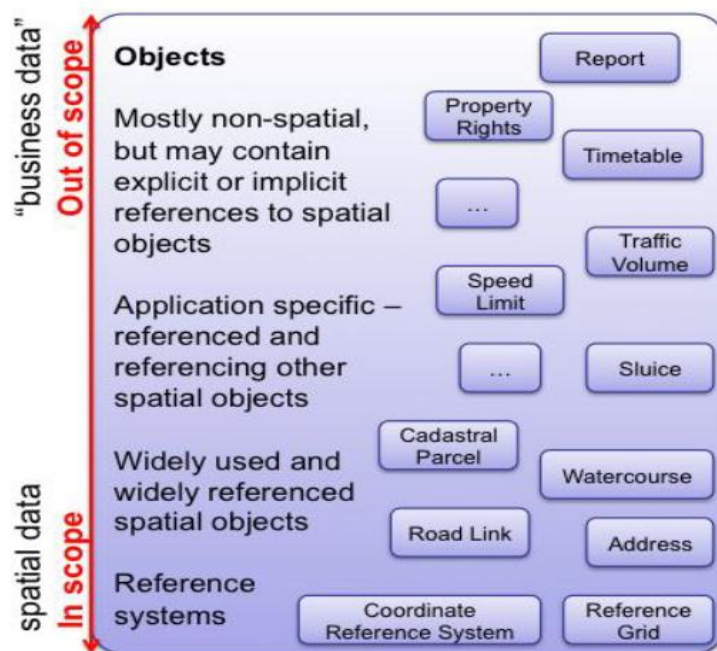 "business data"
Out of scope
spatial data
In scope
Objects
Mostly non-spatial,
but may contain
explicit or implicit
references to spatial
objects
Application specific –
referenced and
referencing other
spatial objects
Widely used and
widely referenced
spatial objects
Reference
systems
Report
Property
Rights
Timetable
...
Traffic
Volume
Speed
Limit
...
Sluice
Cadastral
Parcel
Watercourse
Road Link
Address
Coordinate
Reference System
Reference
Grid